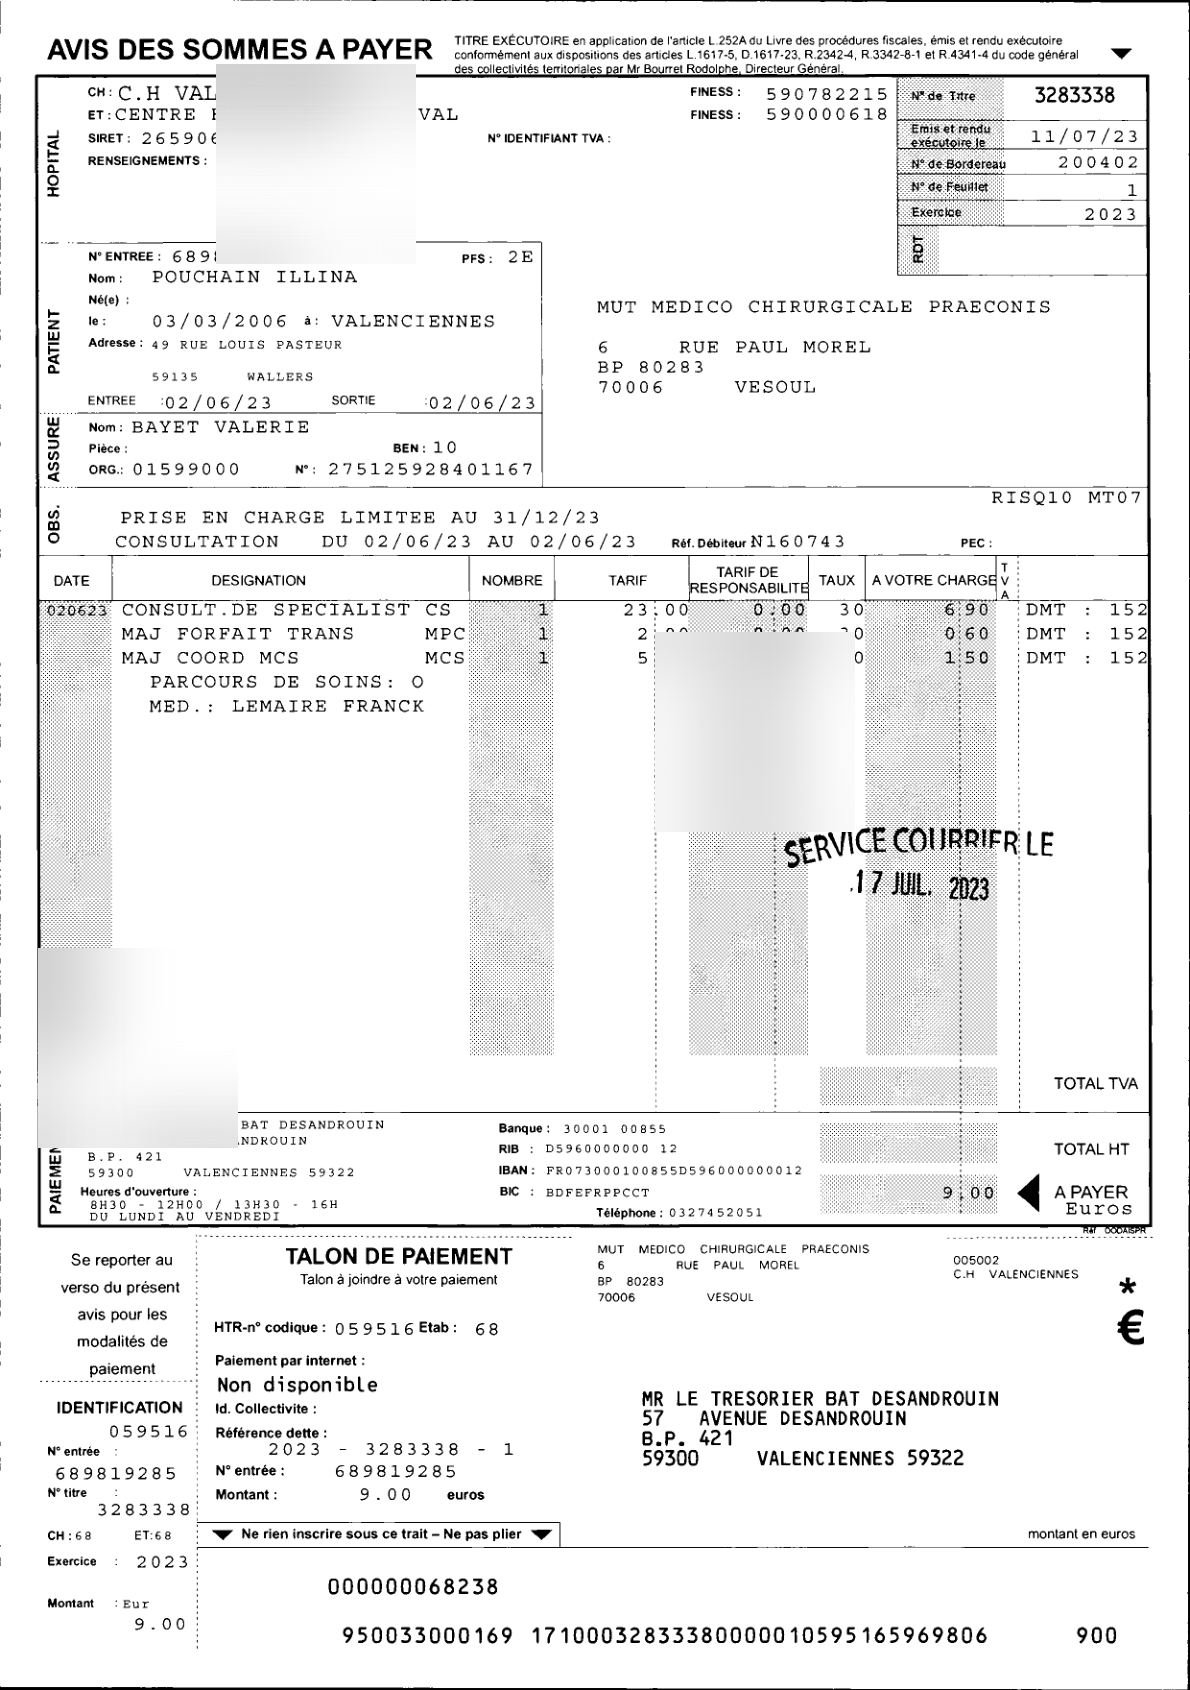 AVIS DES SOMMES A PAYER
TITRE EXÉCUTOIRE en application de l'article L.252A du Livre des procédures fiscales, émis et rendu exécutoire
conformément aux dispositions des articles L.1617-5, D.1617-23, R.2342-4, R.3342-8-1 et R.4341-4 du code général
des collectivités territoriales par Mr Bourret Rodolphe, Directeur Général.
HOPITAL
CH : C.H VAL
ET : CENTRE VAL
SIRET : 265906
RENSEIGNEMENTS :
N° IDENTIFIANT TVA :
FINESS : 590782215
FINESS : 590000618
N° de Titre 3283338
Emis et rendu
exécutoire le 11/07/23
N° de Bordereau 200402
N° de Feuillet 1
Exercice 2023
RDT
PATIENT
N° ENTREE : 689 PFS : 2E
Nom : POUCHAIN ILLINA
Né(e) :
le : 03/03/2006 à : VALENCIENNES
Adresse : 49 RUE LOUIS PASTEUR
59135 WALLERS
ENTREE :02/06/23 SORTIE :02/06/23
MUT MEDICO CHIRURGICALE PRAECONIS
6 RUE PAUL MOREL
BP 80283
70006 VESOUL
ASSURE
Nom : BAYET VALERIE
Pièce : BEN : 10
ORG.: 01599000 N° : 275125928401167
RISQ10 MT07
OBS.
PRISE EN CHARGE LIMITEE AU 31/12/23
CONSULTATION DU 02/06/23 AU 02/06/23 Réf. Débiteur N160743 PEC :
DATE DESIGNATION NOMBRE TARIF TARIF DE RESPONSABILITE TAUX A VOTRE CHARGE TVA
020623 CONSULT.DE SPECIALIST CS 1 23.00 0.00 30 6 90 DMT : 152
MAJ FORFAIT TRANS MPC 1 2 0 0 60 DMT : 152
MAJ COORD MCS MCS 1 5 0 1 50 DMT : 152
PARCOURS DE SOINS: O
MED.: LEMAIRE FRANCK
SERVICE COURRIER LE
17 JUIL. 2023
TOTAL TVA
TOTAL HT
9.00 A PAYER
Euros
PAIEMEN
BAT DESANDROUIN
ANDROUIN
B.P. 421
59300 VALENCIENNES 59322
Heures d'ouverture :
8H30 - 12H00 / 13H30 - 16H
DU LUNDI AU VENDREDI
Banque : 30001 00855
RIB : D5960000000 12
IBAN : FR073000100855D596000000012
BIC : BDFEFRPPCCT
Téléphone : 0327452051
Réf OODAISPR
Se reporter au
verso du présent
avis pour les
modalités de
paiement
TALON DE PAIEMENT
Talon à joindre à votre paiement
MUT MEDICO CHIRURGICALE PRAECONIS
6 RUE PAUL MOREL
BP 80283
70006 VESOUL
005002
C.H VALENCIENNES
*
€
HTR-n° codique : 059516 Etab : 68
Paiement par internet :
Non disponible
Id. Collectivite :
Référence dette :
2023 - 3283338 - 1
N° entrée : 689819285
Montant : 9.00 euros
MR LE TRESORIER BAT DESANDROUIN
57 AVENUE DESANDROUIN
B.P. 421
59300 VALENCIENNES 59322
IDENTIFICATION
059516
N° entrée :
689819285
N° titre :
3283338
CH : 68 ET:68
Exercice : 2023
Montant : Eur
9.00
Ne rien inscrire sous ce trait – Ne pas plier
montant en euros
000000068238
950033000169 17100032833380000010595165969806 900